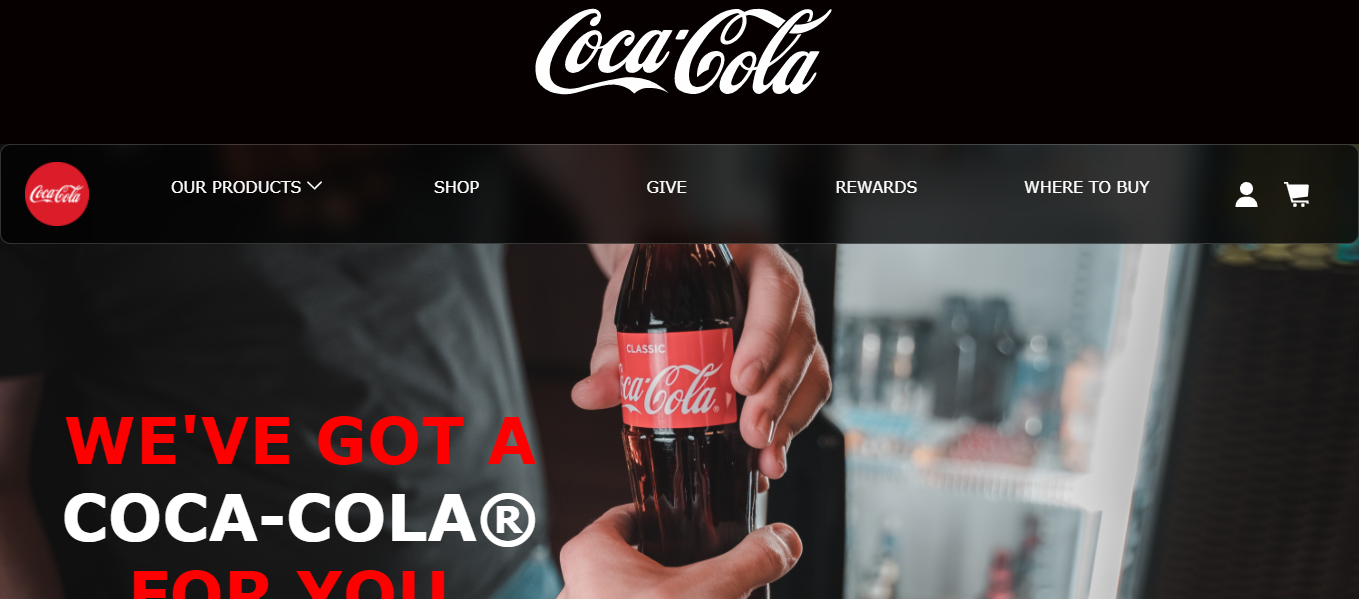 Coca-Cola
Coca-Cola
OUR PRODUCTS
SHOP
GIVE
REWARDS
WHERE TO BUY
CLASSIC
Coca-Cola®
WE'VE GOT A
COCA-COLA®
FOR YOU